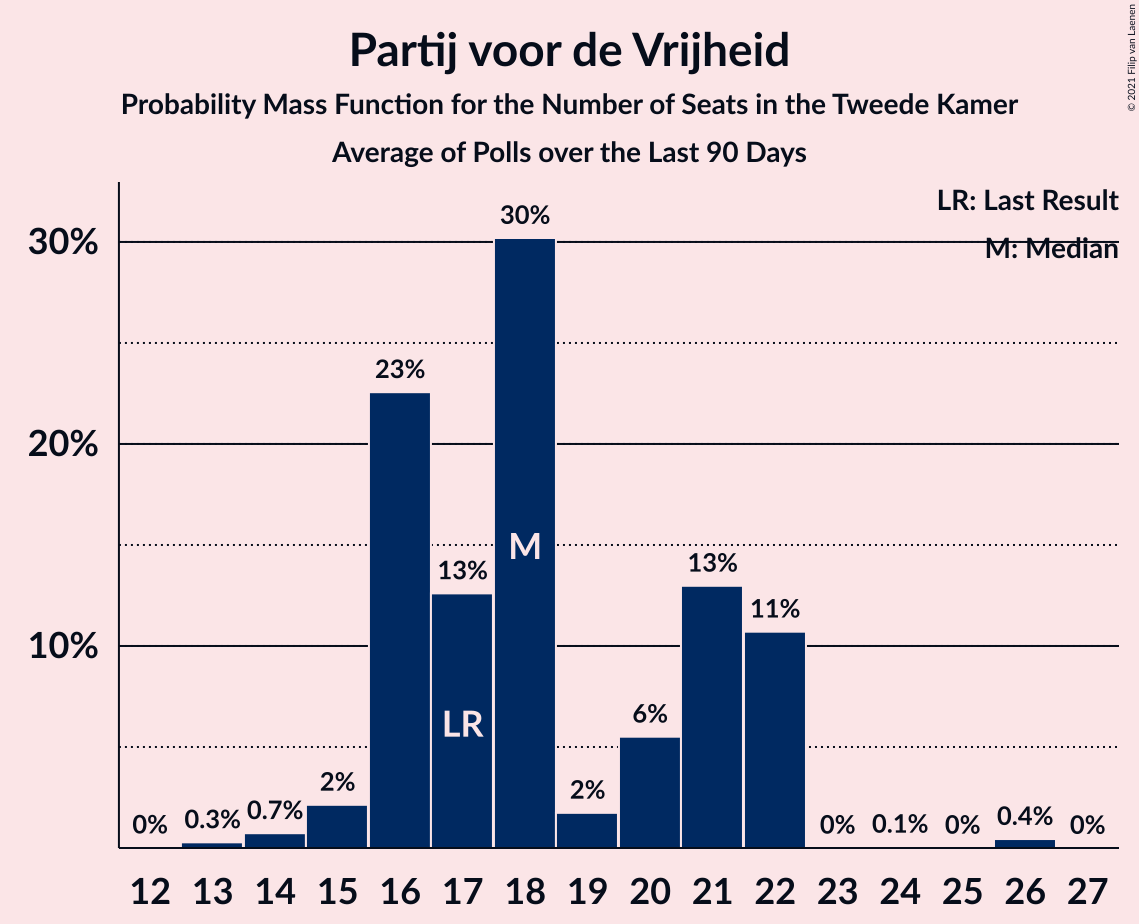 Partij voor de Vrijheid
Probability Mass Function for the Number of Seats in the Tweede Kamer
Average of Polls over the Last 90 Days
© 2021 Filip van Laenen
LR: Last Result
M: Median
30%
20%
10%
0%
0.3%
0.7%
2%
23%
13%
30%
2%
6%
13%
11%
0%
0.1%
0%
0.4%
0%
M
LR
12 13 14 15 16 17 18 19 20 21 22 23 24 25 26 27